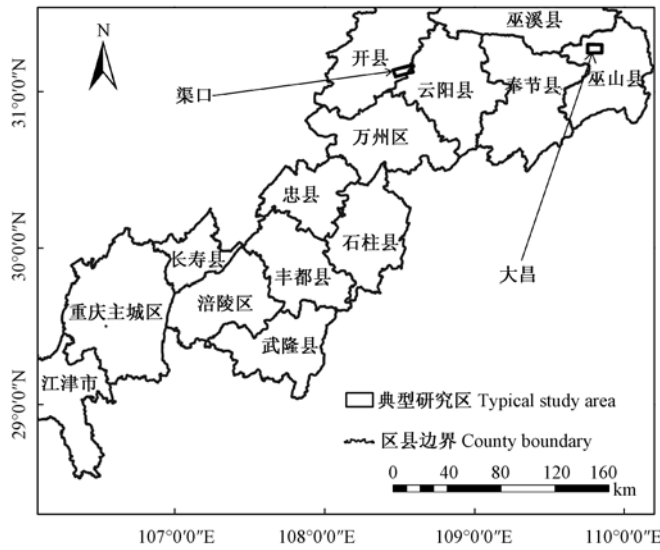 N
巫溪县
开县
渠口
云阳县
奉节县
巫山县
万州区
忠县
石柱县
大昌
长寿县
丰都县
涪陵区
重庆主城区
武隆县
江津市
典型研究区 Typical study area
区县边界 County boundary
0 40 80 120 160
km
31°0′0″N
30°0′0″N
29°0′0″N
107°0′0″E 108°0′0″E 109°0′0″E 110°0′0″E